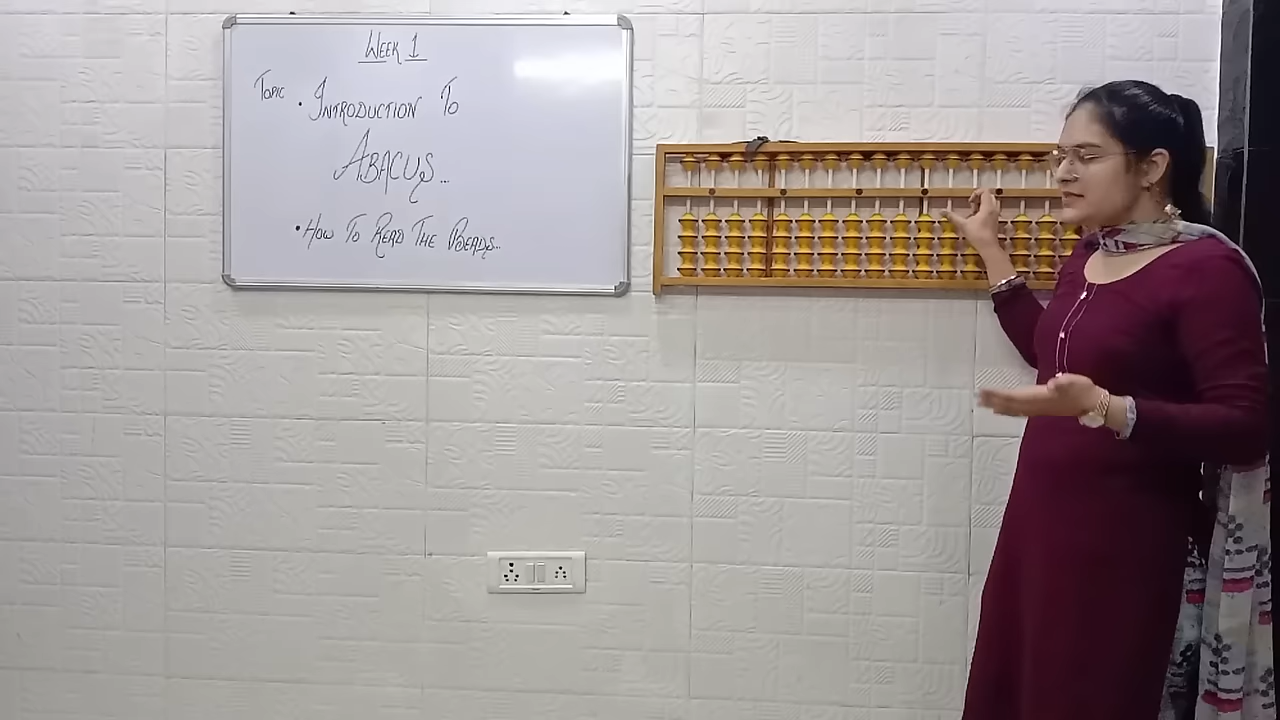 WEEK 1
TOPIC • INTRODUCTION TO
ABACUS...
• HOW TO READ THE BEADS...